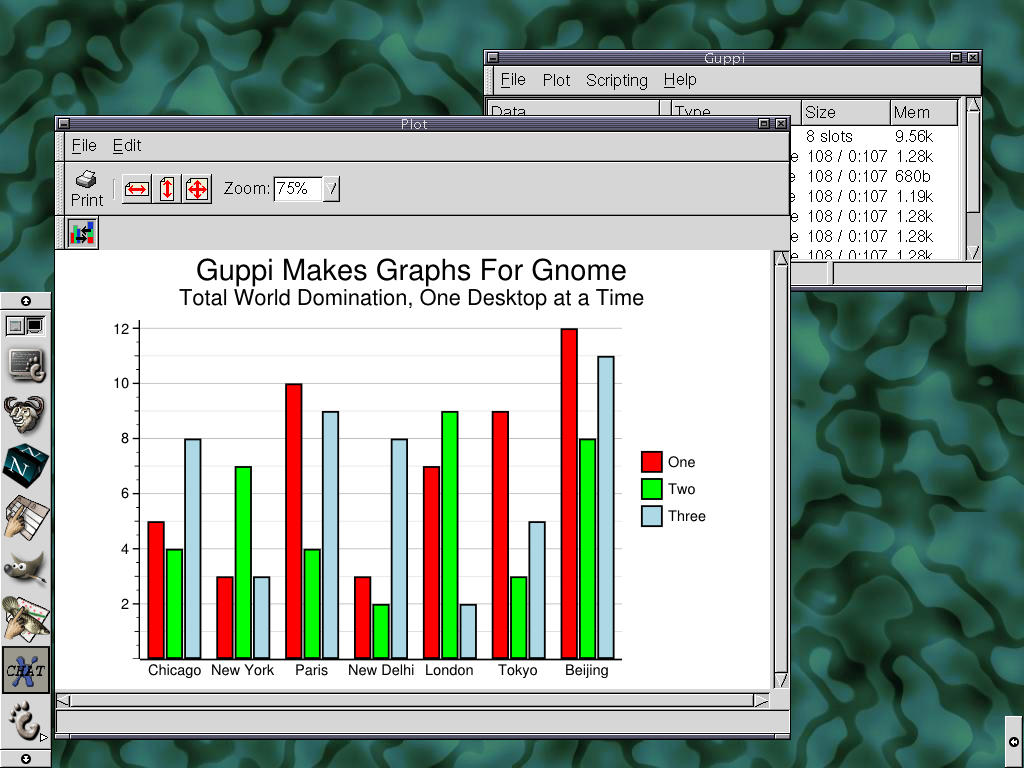 Guppi
File Plot Scripting Help
Data Type Size Mem
8 slots 9.56k
e 108 / 0:107 1.28k
e 108 / 0:107 680b
e 108 / 0:107 1.19k
e 108 / 0:107 1.28k
e 108 / 0:107 1.28k
e 108 / 0:107 1.28k
Plot
File Edit
Print
Zoom: 75%
Guppi Makes Graphs For Gnome
Total World Domination, One Desktop at a Time
12
10
8
6
4
2
Chicago New York Paris New Delhi London Tokyo Beijing
One
Two
Three
N N
CHAT
X